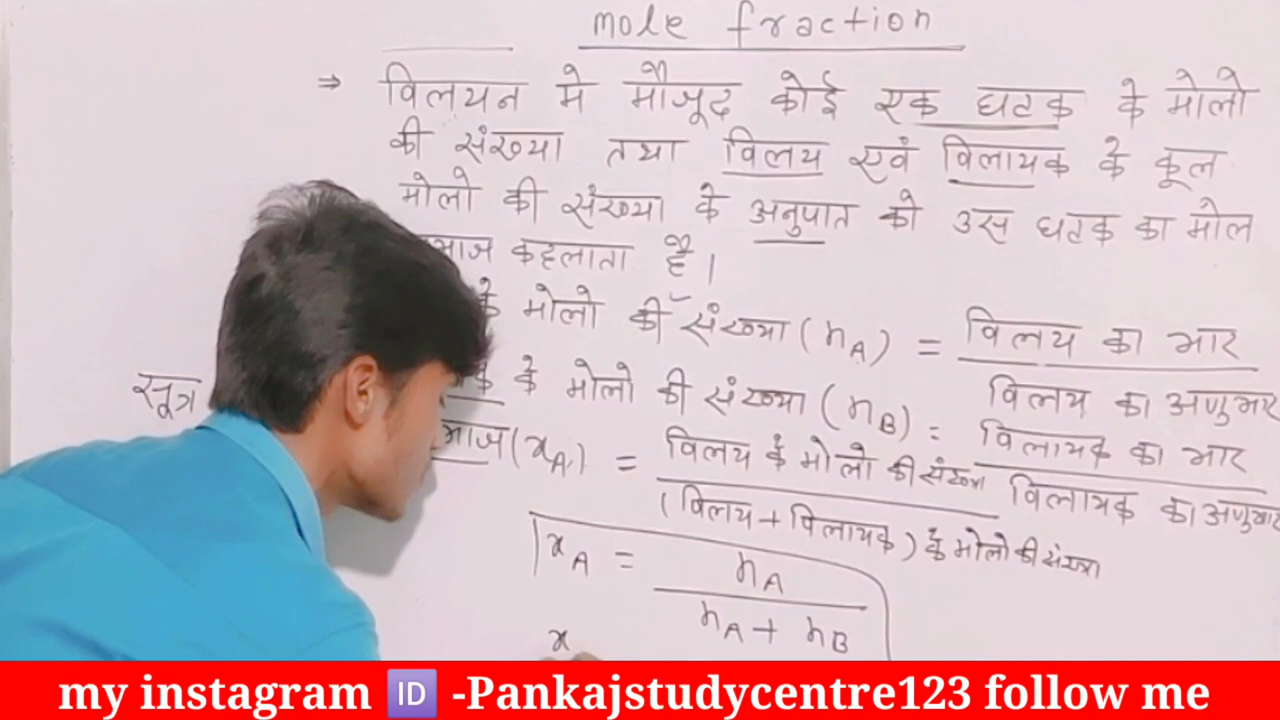 mole fraction
⇒ विलयन मे मौजूद कोई एक घटक के मोलो
की संख्या तथा विलय एवं विलायक के कूल
मोलो की संख्या के अनुपात को उस घटक का मोल
कहलाता है।
के मोलो की संख्या (nA) = विलय का भार / विलय का अणुभार
सूत्र के मोलो की संख्या (nB) = विलायक का भार / विलायक का अणुभार
(xA) = विलय के मोलो की संख्या / (विलय + विलायक) के मोलो की संख्या
xA = nA / nA + nB
x
my instagram 🆔 -Pankajstudycentre123 follow me